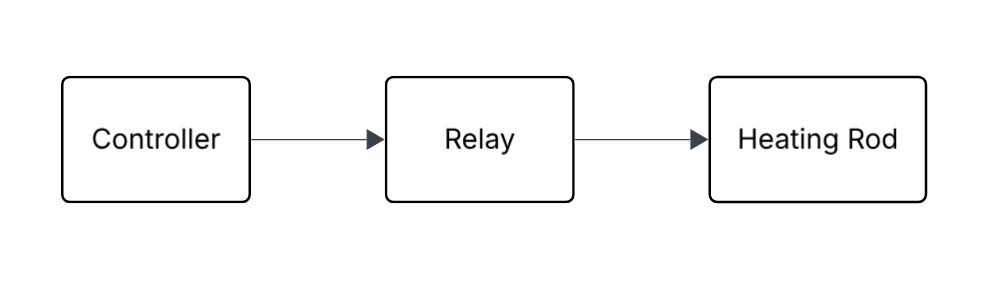 Controller
Relay
Heating Rod